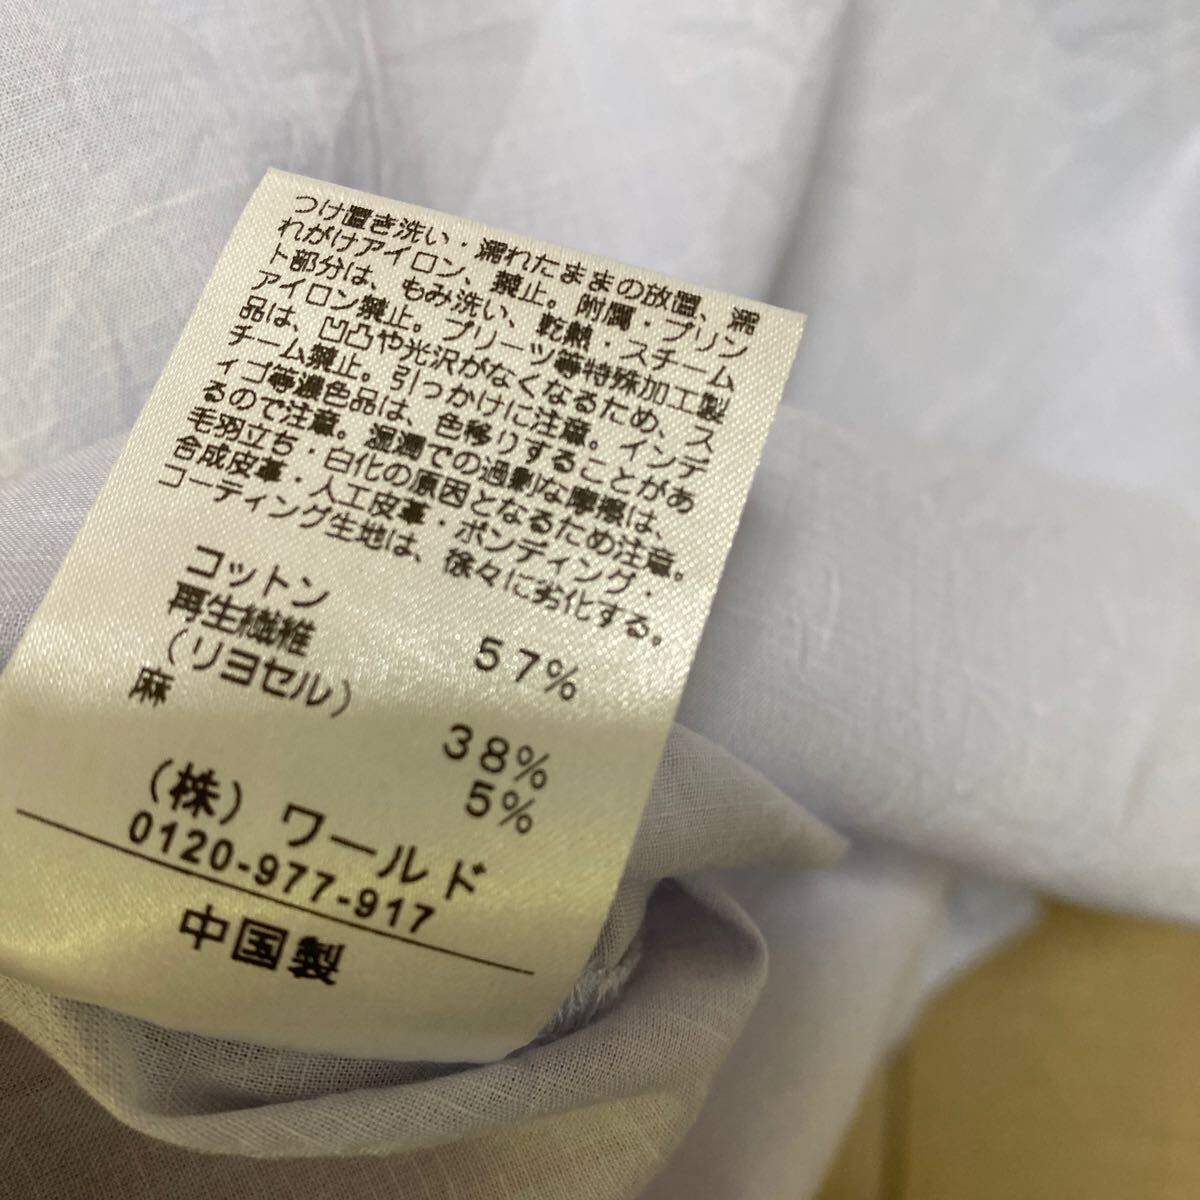 つけ置き洗い・濡れたままの放置、濡
れがけアイロン、禁止。附属・プリン
ト部分は、もみ洗い、乾熱・スチーム
アイロン禁止。プリーツ等特殊加工製
品は、凹凸や光沢がなくなるため、ス
チーム禁止。引っかけに注意。インデ
ィゴ等濃色品は、色移りすることがあ
るので注意。湿潤での過剰な摩擦は、
毛羽立ち・白化の原因となるため注意。
合成皮革・人工皮革・ボンディング・
コーティング生地は、徐々に劣化する。
コットン 57%
再生繊維
(リヨセル) 38%
麻 5%
(株)ワールド
0120-977-917
中国製